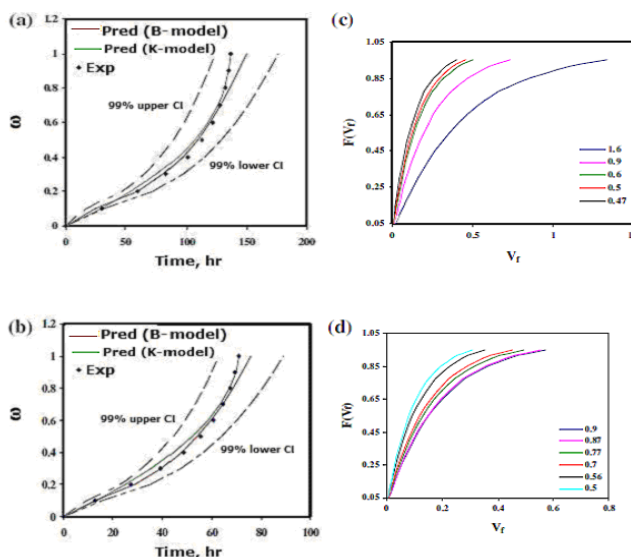 (a)
Pred (B-model)
Pred (K-model)
Exp
99% upper CI
99% lower CI
ω
1.2
1
0.8
0.6
0.4
0.2
0
0 50 100 150 200
Time, hr
(c)
F(Vf)
1.05
0.85
0.65
0.45
0.25
0.05
1.6
0.9
0.6
0.5
0.47
0 0.5 1
Vf
(b)
Pred (B-model)
Pred (K-model)
Exp
99% upper CI
99% lower CI
ω
1.2
1
0.8
0.6
0.4
0.2
0
0 20 40 60 80 100
Time, hr
(d)
F(Vf)
1.05
0.85
0.65
0.45
0.25
0.05
0.9
0.87
0.77
0.7
0.56
0.5
0 0.2 0.4 0.6 0.8
Vf